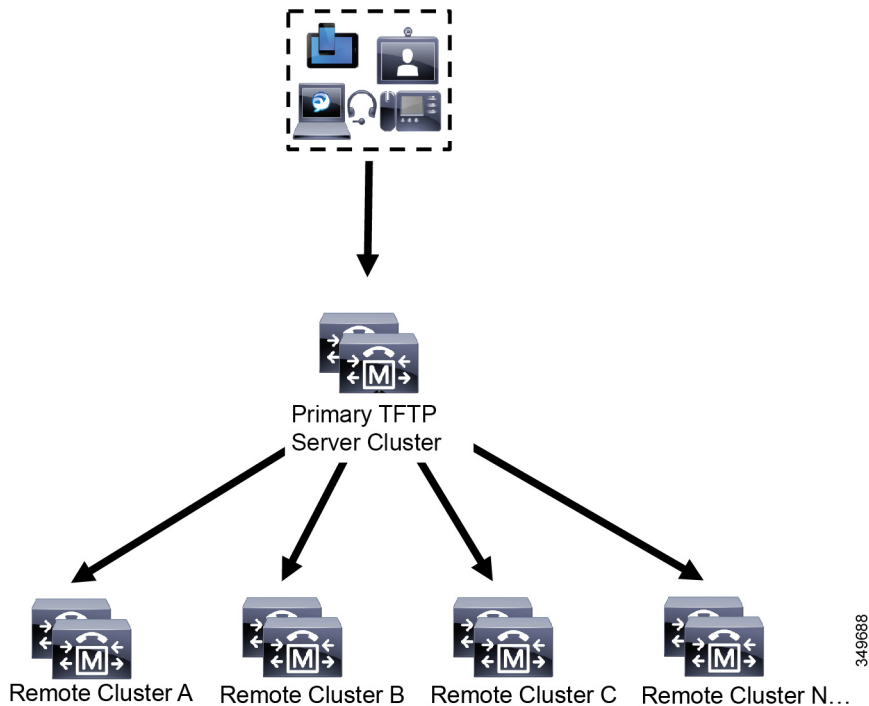 M
Primary TFTP
Server Cluster
M
M
M
M
Remote Cluster A
Remote Cluster B
Remote Cluster C
Remote Cluster N...
349688